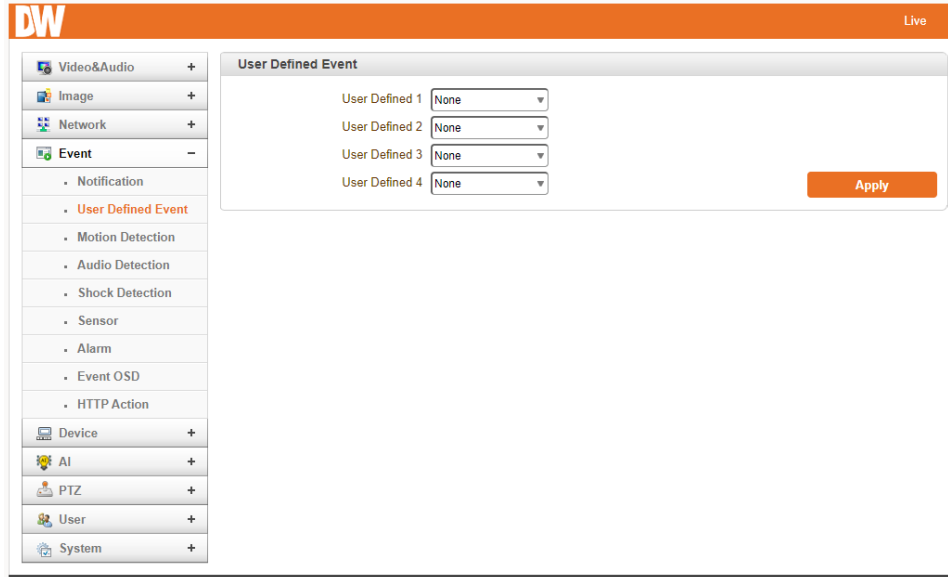 DW
Live
Video&Audio +
Image +
Network +
Event −
Notification
User Defined Event
Motion Detection
Audio Detection
Shock Detection
Sensor
Alarm
Event OSD
HTTP Action
Device +
AI +
PTZ +
User +
System +
User Defined Event
User Defined 1 None
User Defined 2 None
User Defined 3 None
User Defined 4 None
Apply